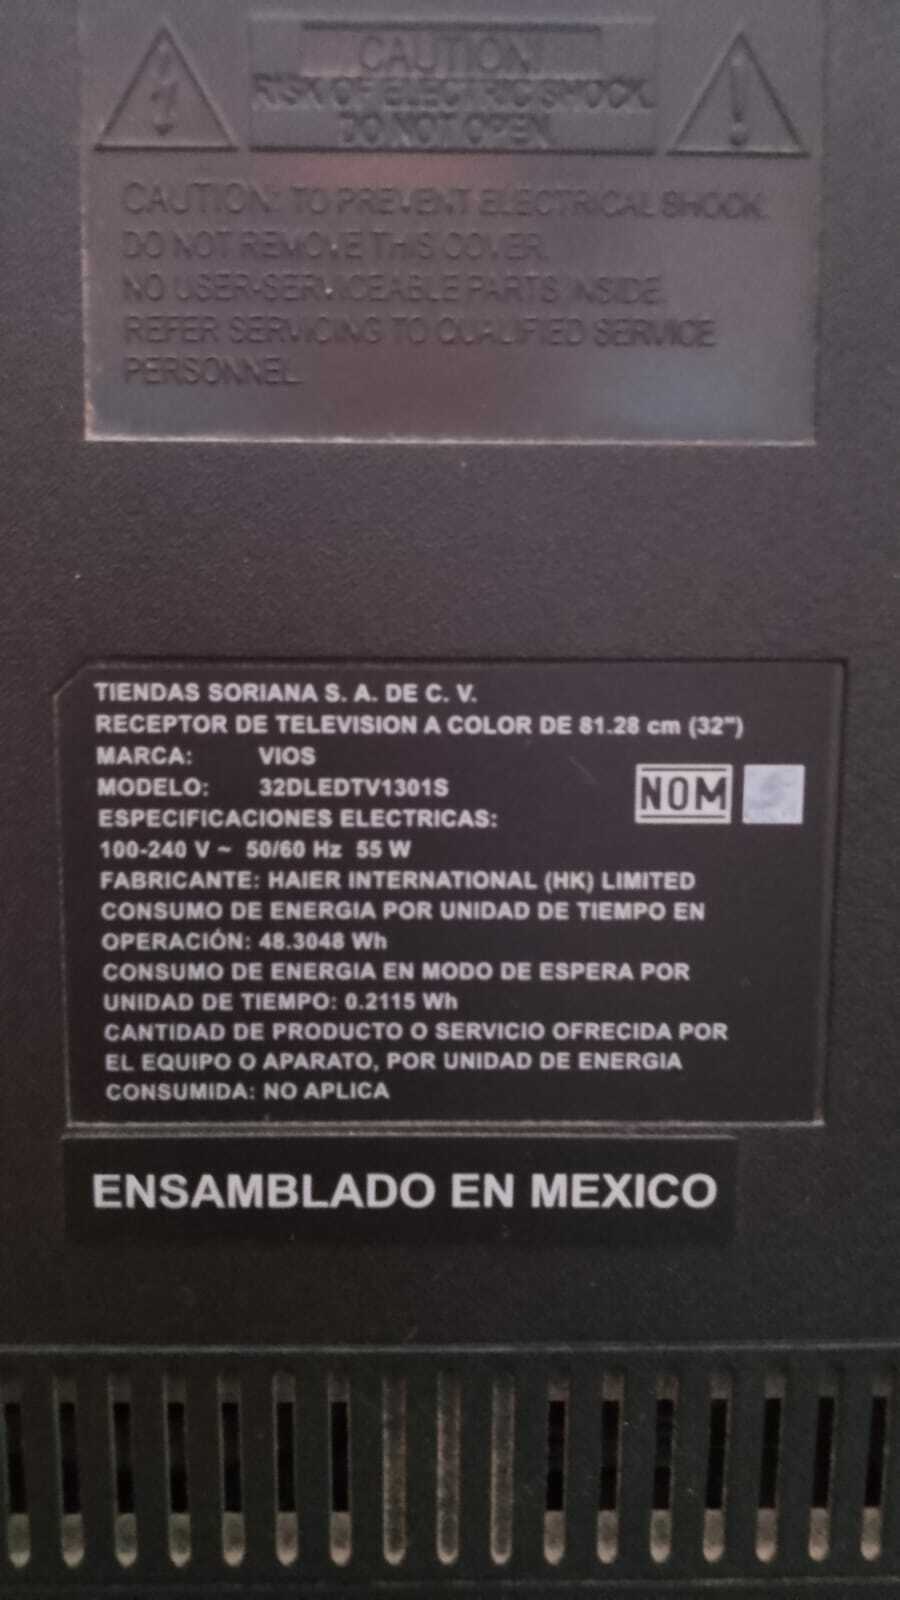 CAUTION!
RISK OF ELECTRIC SHOCK.
DO NOT OPEN.
CAUTION: TO PREVENT ELECTRICAL SHOCK.
DO NOT REMOVE THIS COVER.
NO USER-SERVICEABLE PARTS INSIDE.
REFER SERVICING TO QUALIFIED SERVICE
PERSONNEL.
TIENDAS SORIANA S. A. DE C. V.
RECEPTOR DE TELEVISION A COLOR DE 81.28 cm (32")
MARCA: VIOS
MODELO: 32DLEDTV1301S
NOM
ESPECIFICACIONES ELECTRICAS:
100-240 V ~ 50/60 Hz 55 W
FABRICANTE: HAIER INTERNATIONAL (HK) LIMITED
CONSUMO DE ENERGIA POR UNIDAD DE TIEMPO EN
OPERACIÓN: 48.3048 Wh
CONSUMO DE ENERGIA EN MODO DE ESPERA POR
UNIDAD DE TIEMPO: 0.2115 Wh
CANTIDAD DE PRODUCTO O SERVICIO OFRECIDA POR
EL EQUIPO O APARATO, POR UNIDAD DE ENERGIA
CONSUMIDA: NO APLICA
ENSAMBLADO EN MEXICO